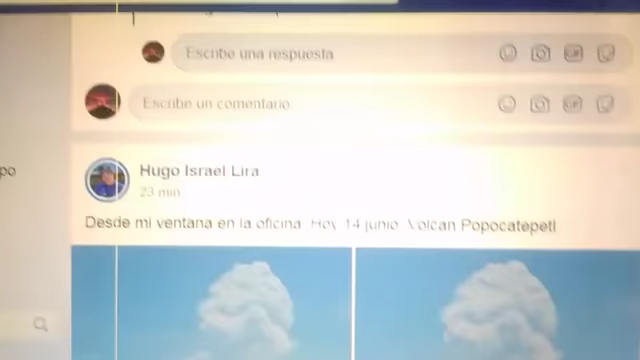 Escribe una respuesta
Escribe un comentario
po
Hugo Israel Lira
23 min
Desde mi ventana en la oficina. Hoy 14 junio. Volcan Popocatepetl